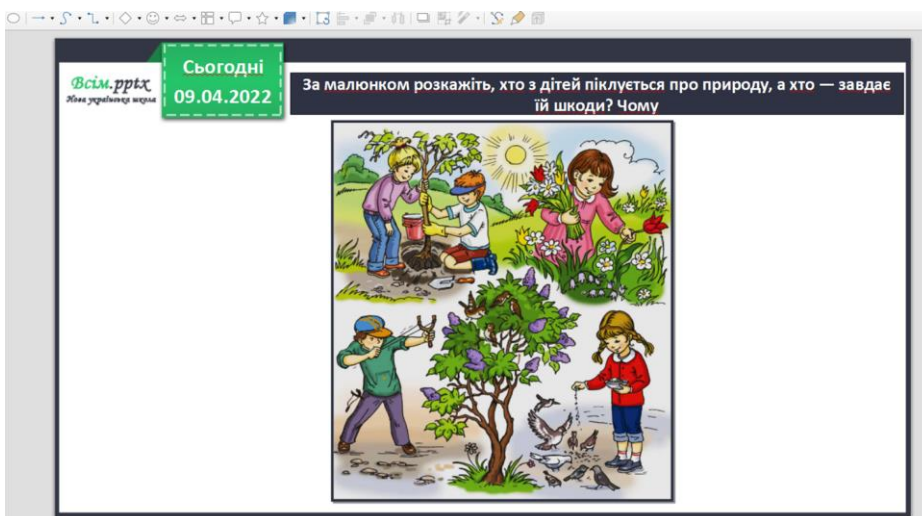 Всім.pptx
Нова українська школа
Сьогодні
09.04.2022
За малюнком розкажіть, хто з дітей піклується про природу, а хто — завдає
їй шкоди? Чому